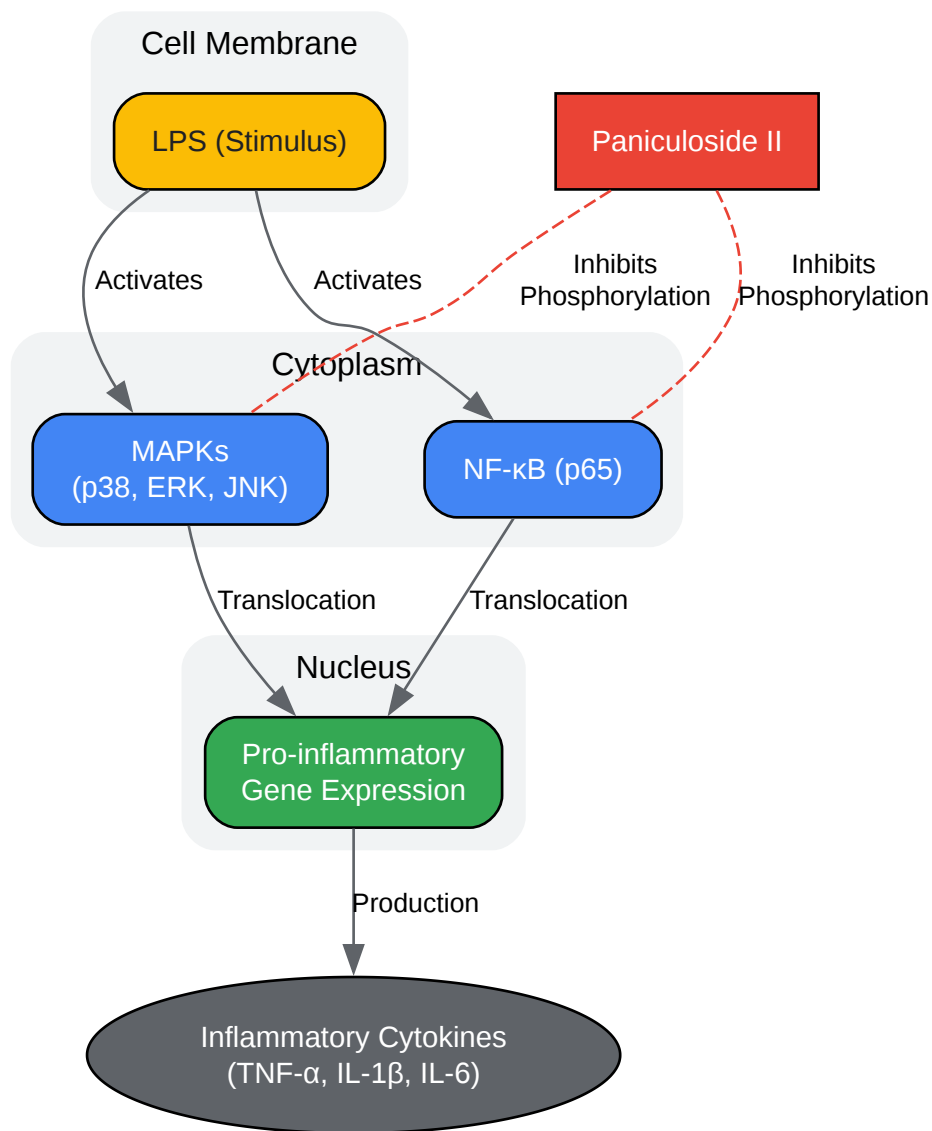 Cell Membrane
LPS (Stimulus)
Paniculoside II
Activates
Activates
Inhibits
Phosphorylation
Inhibits
Phosphorylation
Cytoplasm
MAPKs
(p38, ERK, JNK)
NF-κB (p65)
Translocation
Translocation
Nucleus
Pro-inflammatory
Gene Expression
Production
Inflammatory Cytokines
(TNF-α, IL-1β, IL-6)